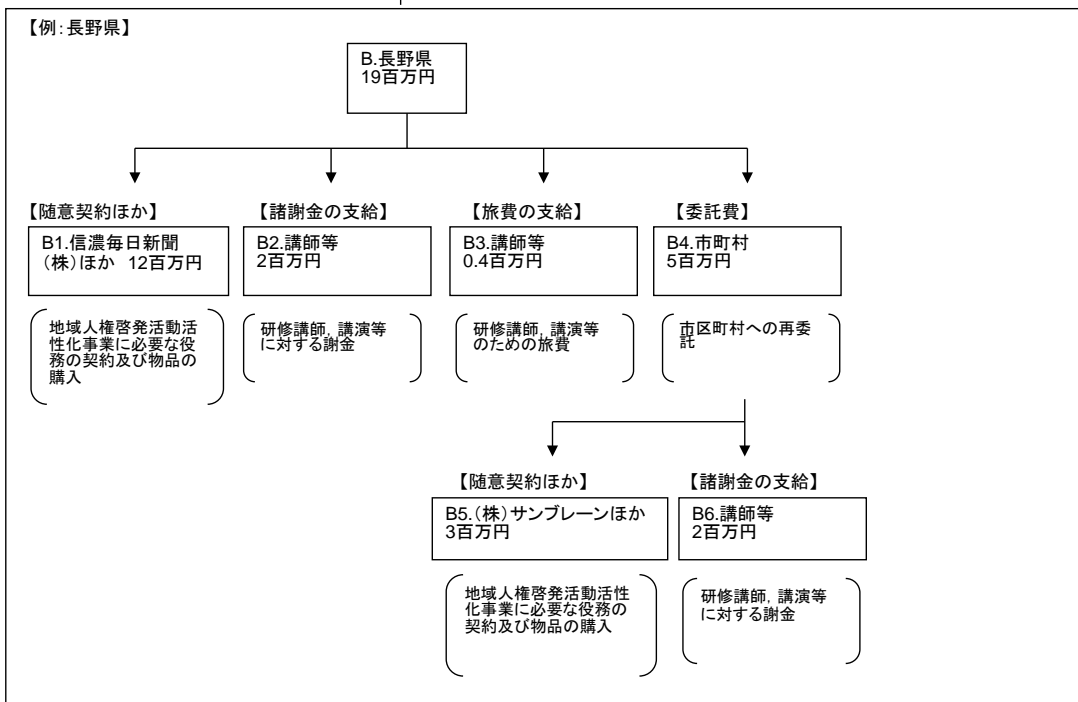 【例:長野県】
B.長野県
19百万円
【随意契約ほか】
【諸謝金の支給】
【旅費の支給】
【委託費】
B1.信濃毎日新聞
(株)ほか 12百万円
B2.講師等
2百万円
B3.講師等
0.4百万円
B4.市町村
5百万円
地域人権啓発活動活
性化事業に必要な役
務の契約及び物品の
購入
研修講師,講演等
に対する謝金
研修講師,講演等
のための旅費
市区町村への再委
託
【随意契約ほか】
【諸謝金の支給】
B5.(株)サンブレーンほか
3百万円
B6.講師等
2百万円
地域人権啓発活動活性
化事業に必要な役務の
契約及び物品の購入
研修講師,講演等
に対する謝金